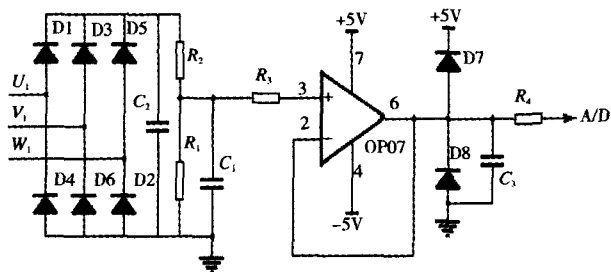 D1 D3 D5
+5V
+5V
7
D7
U₁
V₁
W₁
C₂
R₂
R₃
3
+
6
R₄
A/D
2
−
OP07
R₁
C₁
D8
C₃
D4 D6 D2
4
−5V